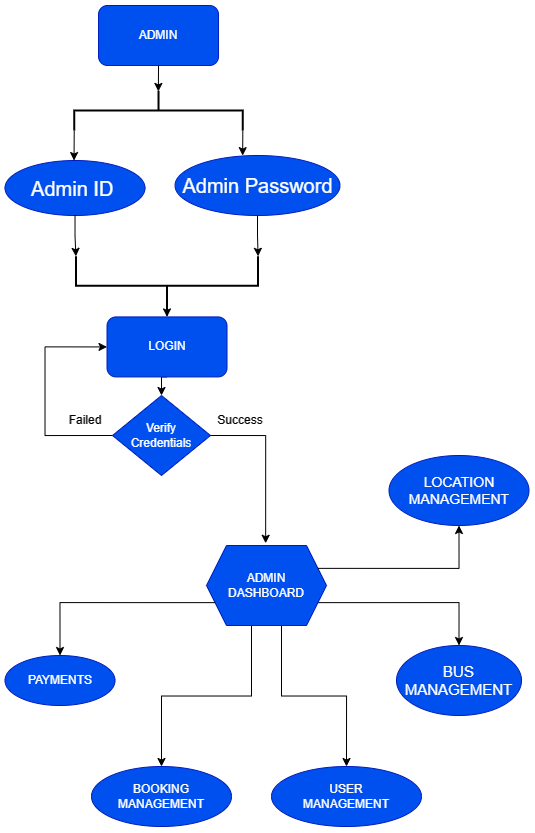 ADMIN
Admin ID
Admin Password
LOGIN
Failed
Success
Verify
Credentials
LOCATION
MANAGEMENT
ADMIN
DASHBOARD
PAYMENTS
BUS
MANAGEMENT
BOOKING
MANAGEMENT
USER
MANAGEMENT